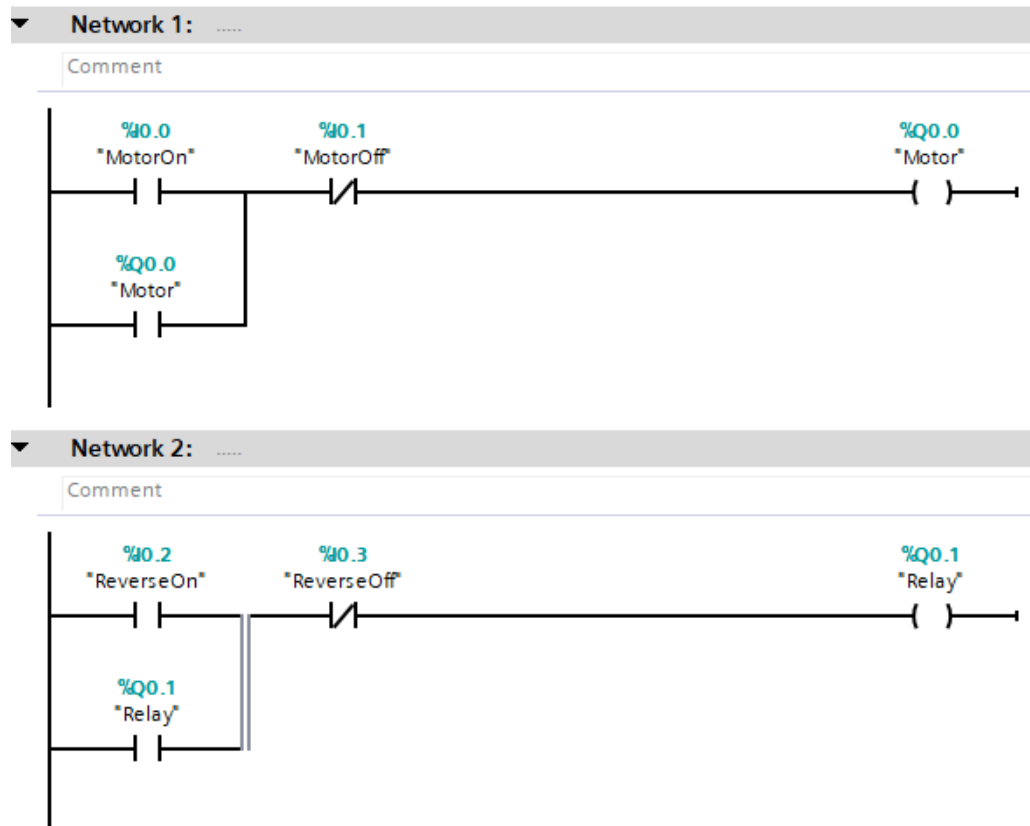 Network 1: .....
Comment
%I0.0 %I0.1 %Q0.0
"MotorOn" "MotorOff" "Motor"
%Q0.0
"Motor"
Network 2: .....
Comment
%I0.2 %I0.3 %Q0.1
"ReverseOn" "ReverseOff" "Relay"
%Q0.1
"Relay"